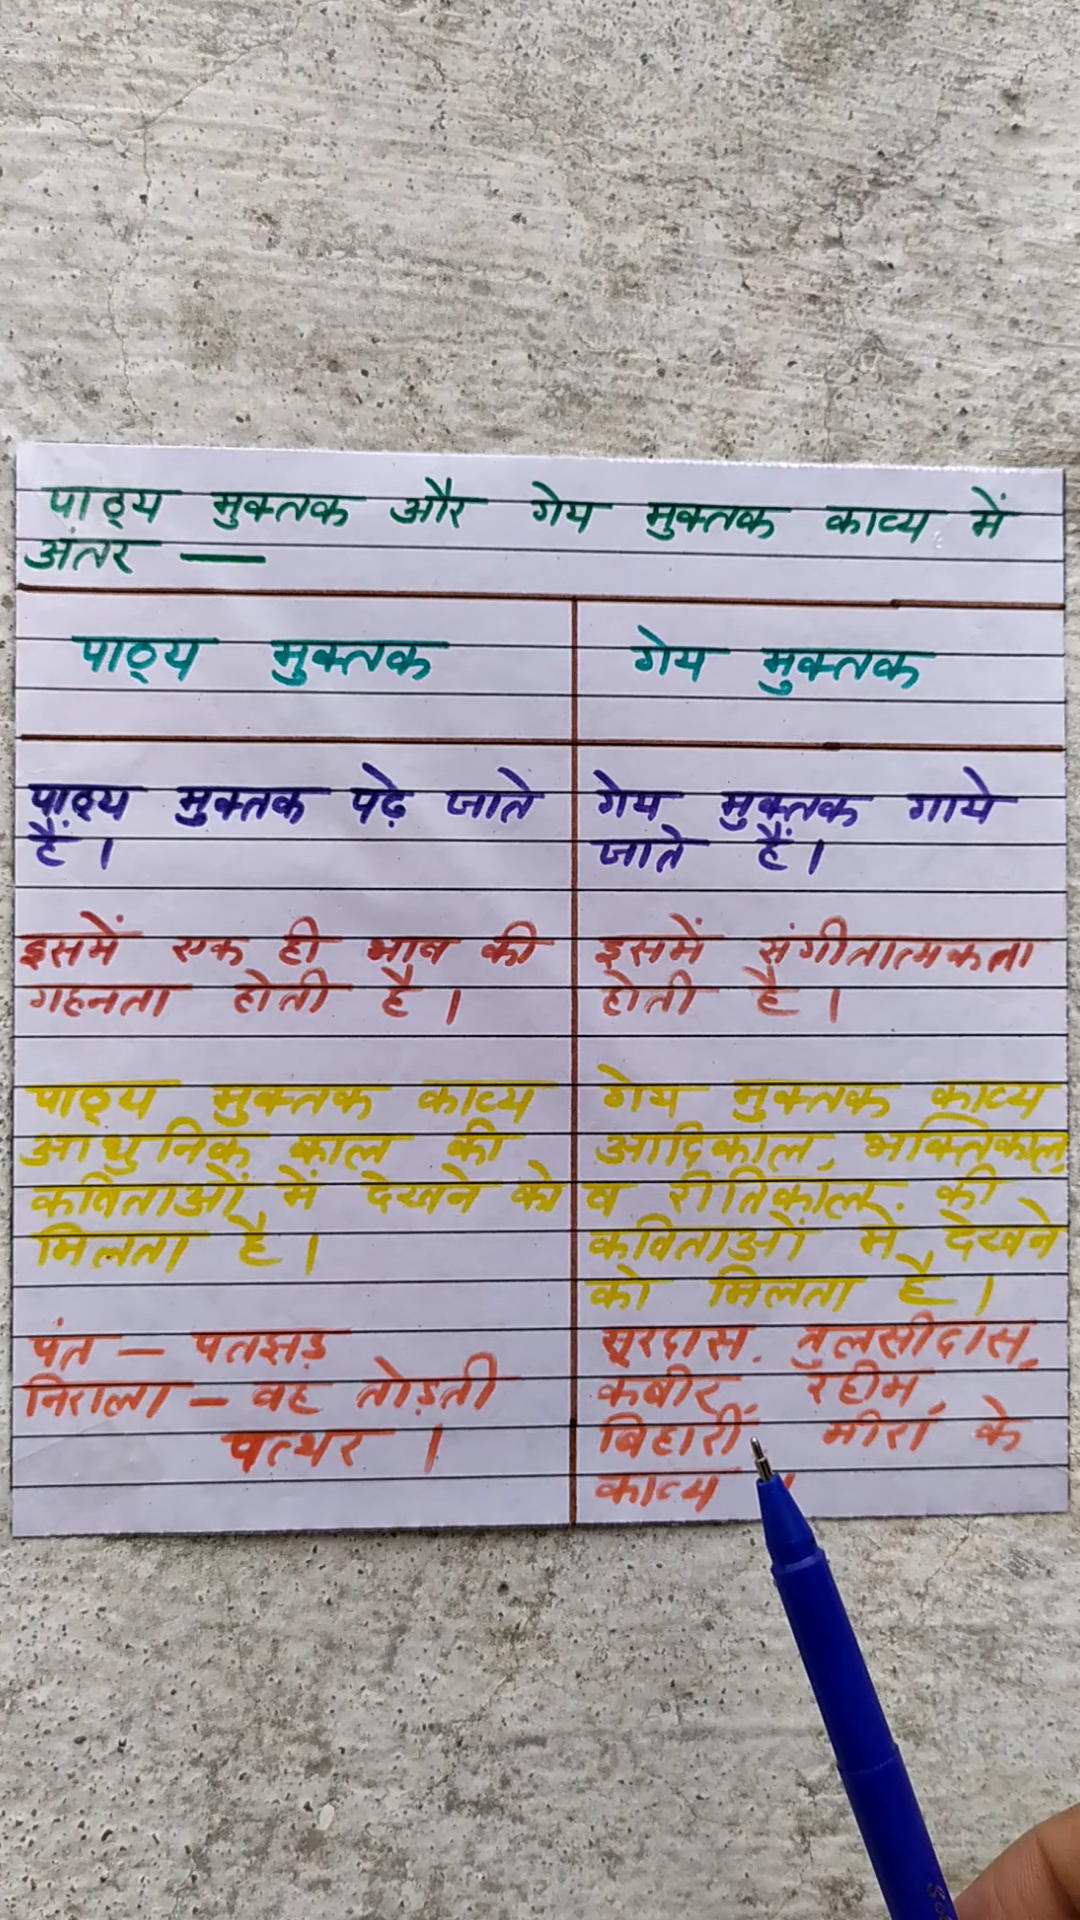 पाठ्य मुक्तक और गेय मुक्तक काव्य में
अंतर —
पाठ्य मुक्तक
गेय मुक्तक
पाठ्य मुक्तक पढ़े जाते
हैं।
गेय मुक्तक गाये
जाते हैं।
इसमें एक ही भाव की
गहनता होती है।
इसमें संगीतात्मकता
होती है।
पाठ्य मुक्तक काव्य
आधुनिक काल की
कविताओं में देखने को
मिलता है।
गेय मुक्तक काव्य
आदिकाल, भक्तिकाल,
व रीतिकाल. की
कविताओं में देखने
को मिलता है।
पंत — पतझड़
निराला — वह तोड़ती
पत्थर ।
सूरदास, तुलसीदास,
कबीर, रहीम,
बिहारी, मीरा के
काव्य ।